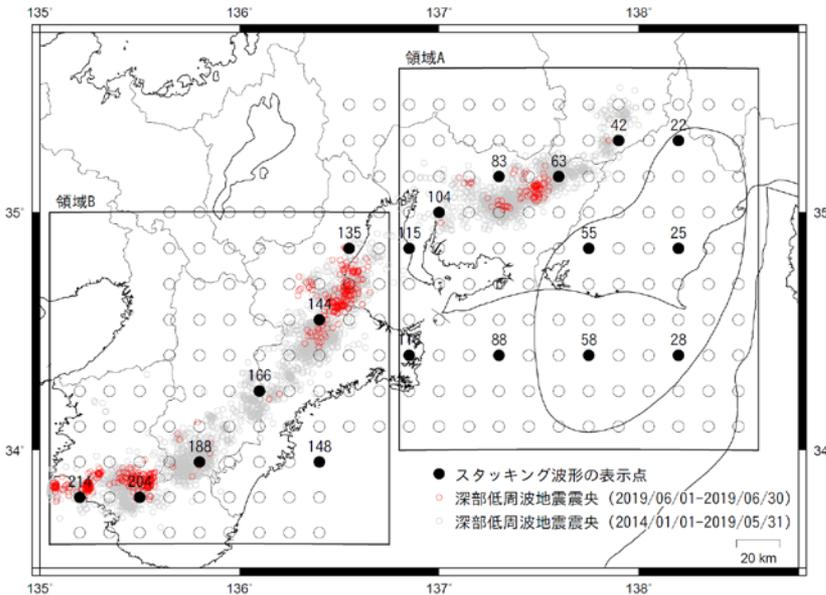 135° 136° 137° 138°
領域A
42 22
83 63
35° 104 35°
領域B
135 115 55 25
144
88 58 28
166
34° 188 148 34°
スタッキング波形の表示点
214 204 深部低周波地震震央（2019/06/01-2019/06/30）
深部低周波地震震央（2014/01/01-2019/05/31）
20 km
135° 136° 137° 138°